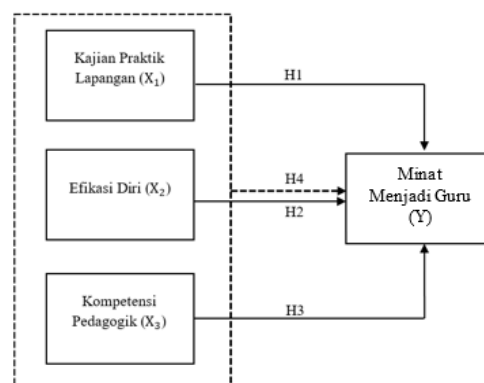 Kajian Praktik
Lapangan (X₁)
H1
Efikasi Diri (X₂)
H4
H2
Minat
Menjadi Guru
(Y)
Kompetensi
Pedagogik (X₃)
H3